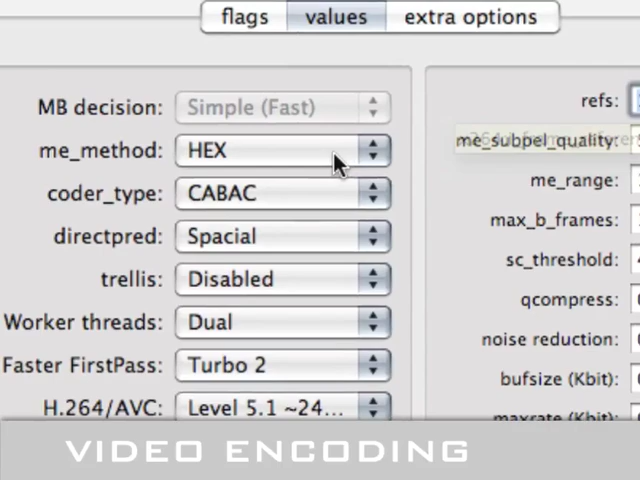 flags values extra options
MB decision: Simple (Fast)
me_method: HEX
coder_type: CABAC
directpred: Spacial
trellis: Disabled
Worker threads: Dual
Faster FirstPass: Turbo 2
H.264/AVC: Level 5.1 ~24...
refs:
me_subpel_quality:
me_range:
max_b_frames:
sc_threshold:
qcompress:
noise reduction:
bufsize (Kbit):
maxrate (Kbit):
VIDEO ENCODING